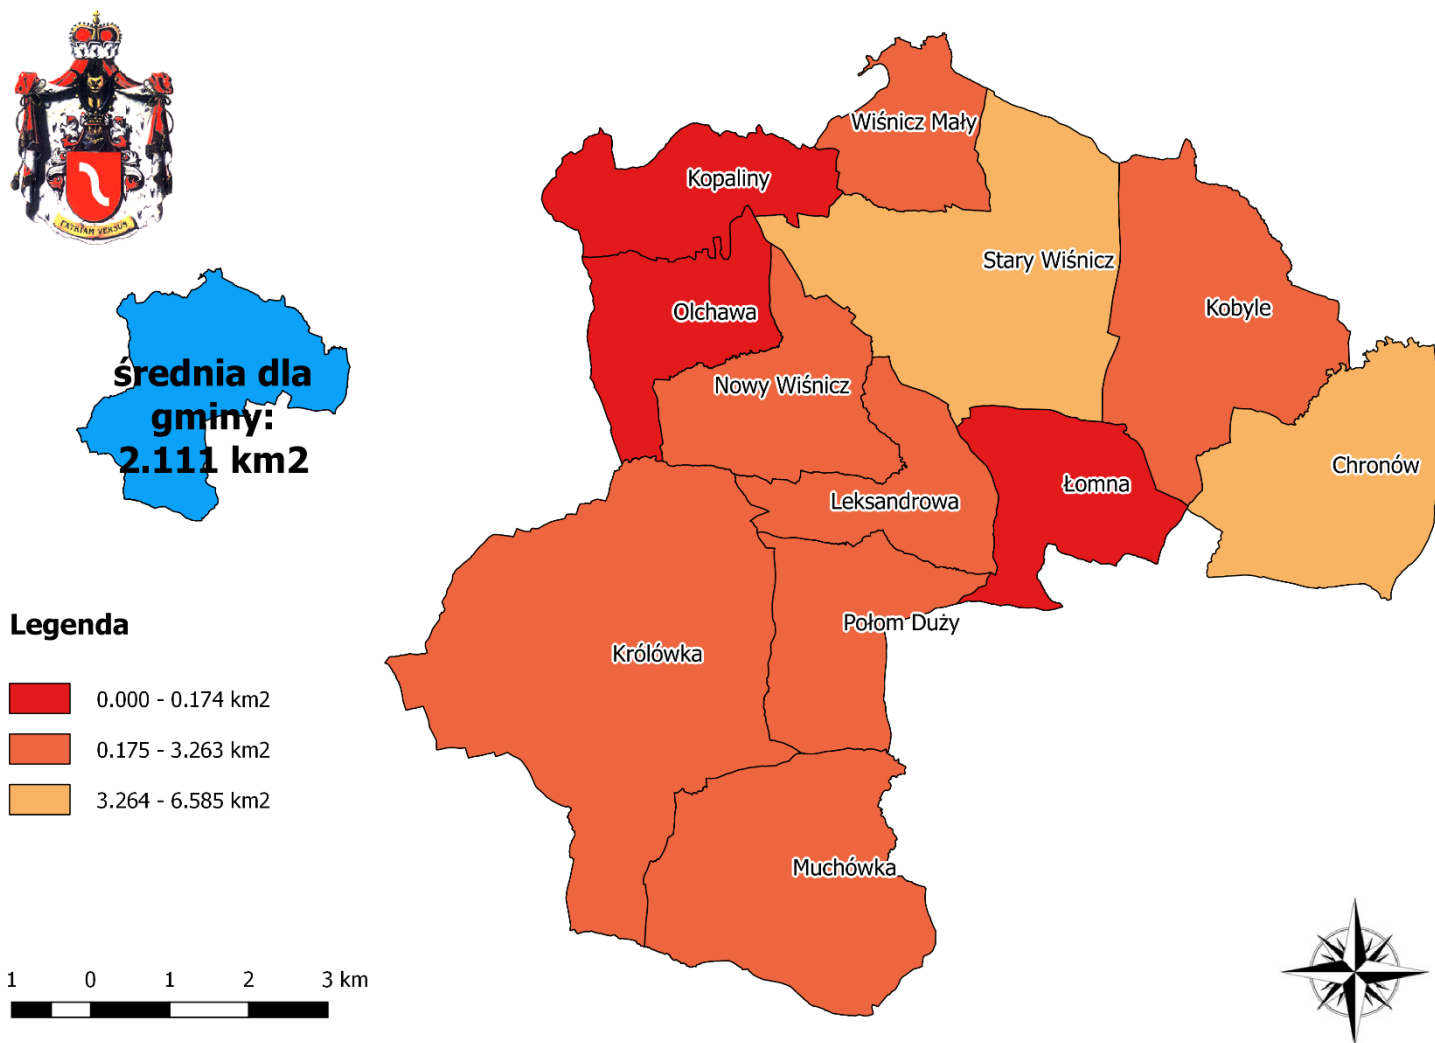 PATRIAM VERSUS
średnia dla
gminy:
2.111 km2
Wiśnicz Mały
Kopaliny
Stary Wiśnicz
Kobyle
Olchawa
Nowy Wiśnicz
Chronów
Łomna
Leksandrowa
Połom Duży
Królówka
Muchówka
Legenda
0.000 - 0.174 km2
0.175 - 3.263 km2
3.264 - 6.585 km2
1 0 1 2 3 km